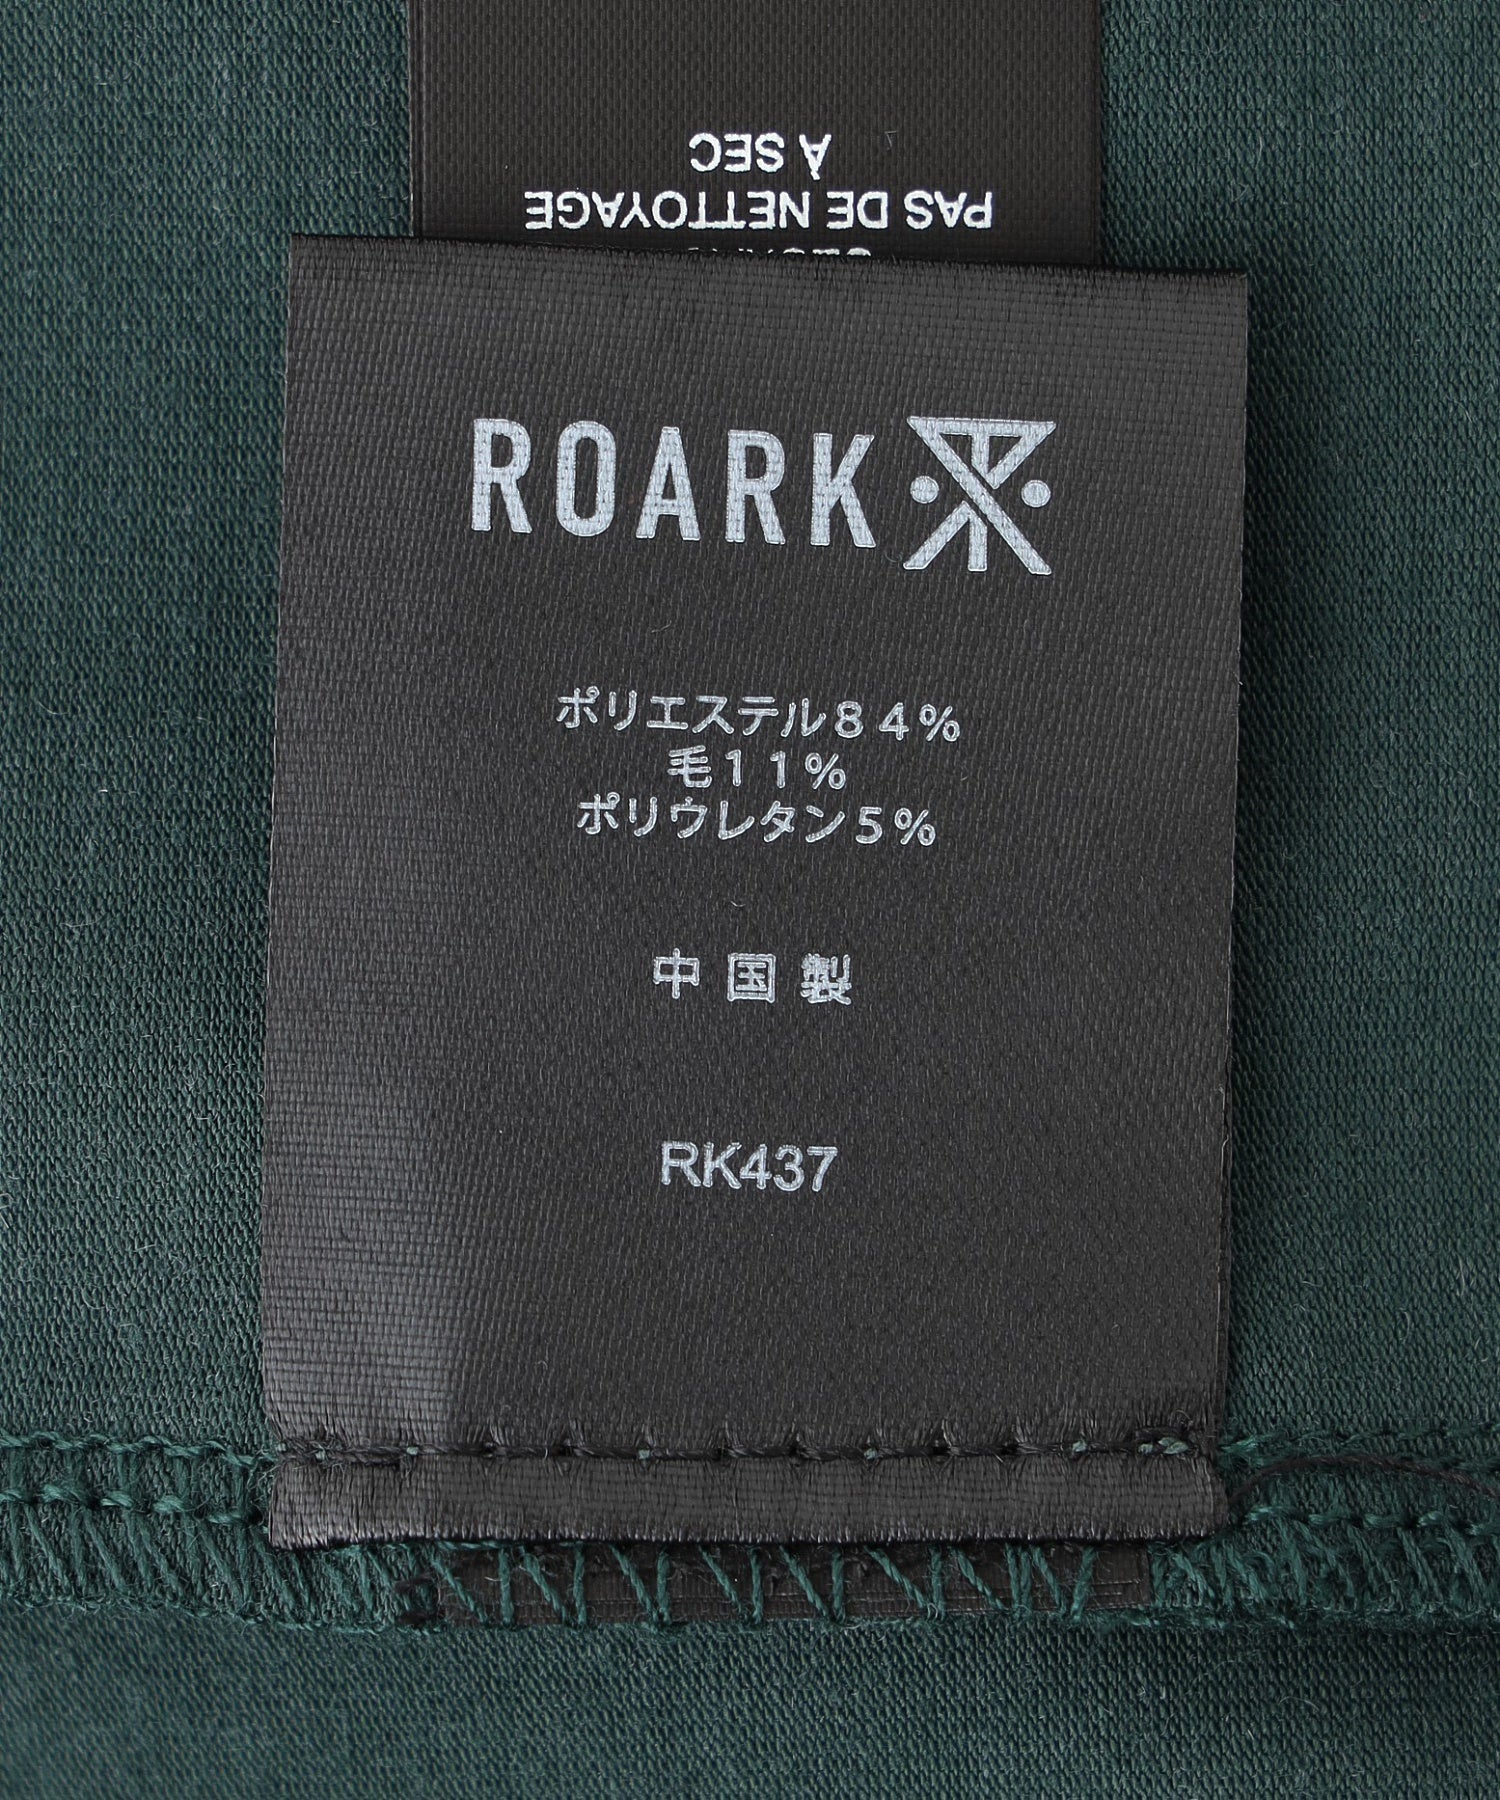 ROARK
ポリエステル84%
毛11%
ポリウレタン5%
中国製
RK437
PAS DE NETTOYAGE
À SEC